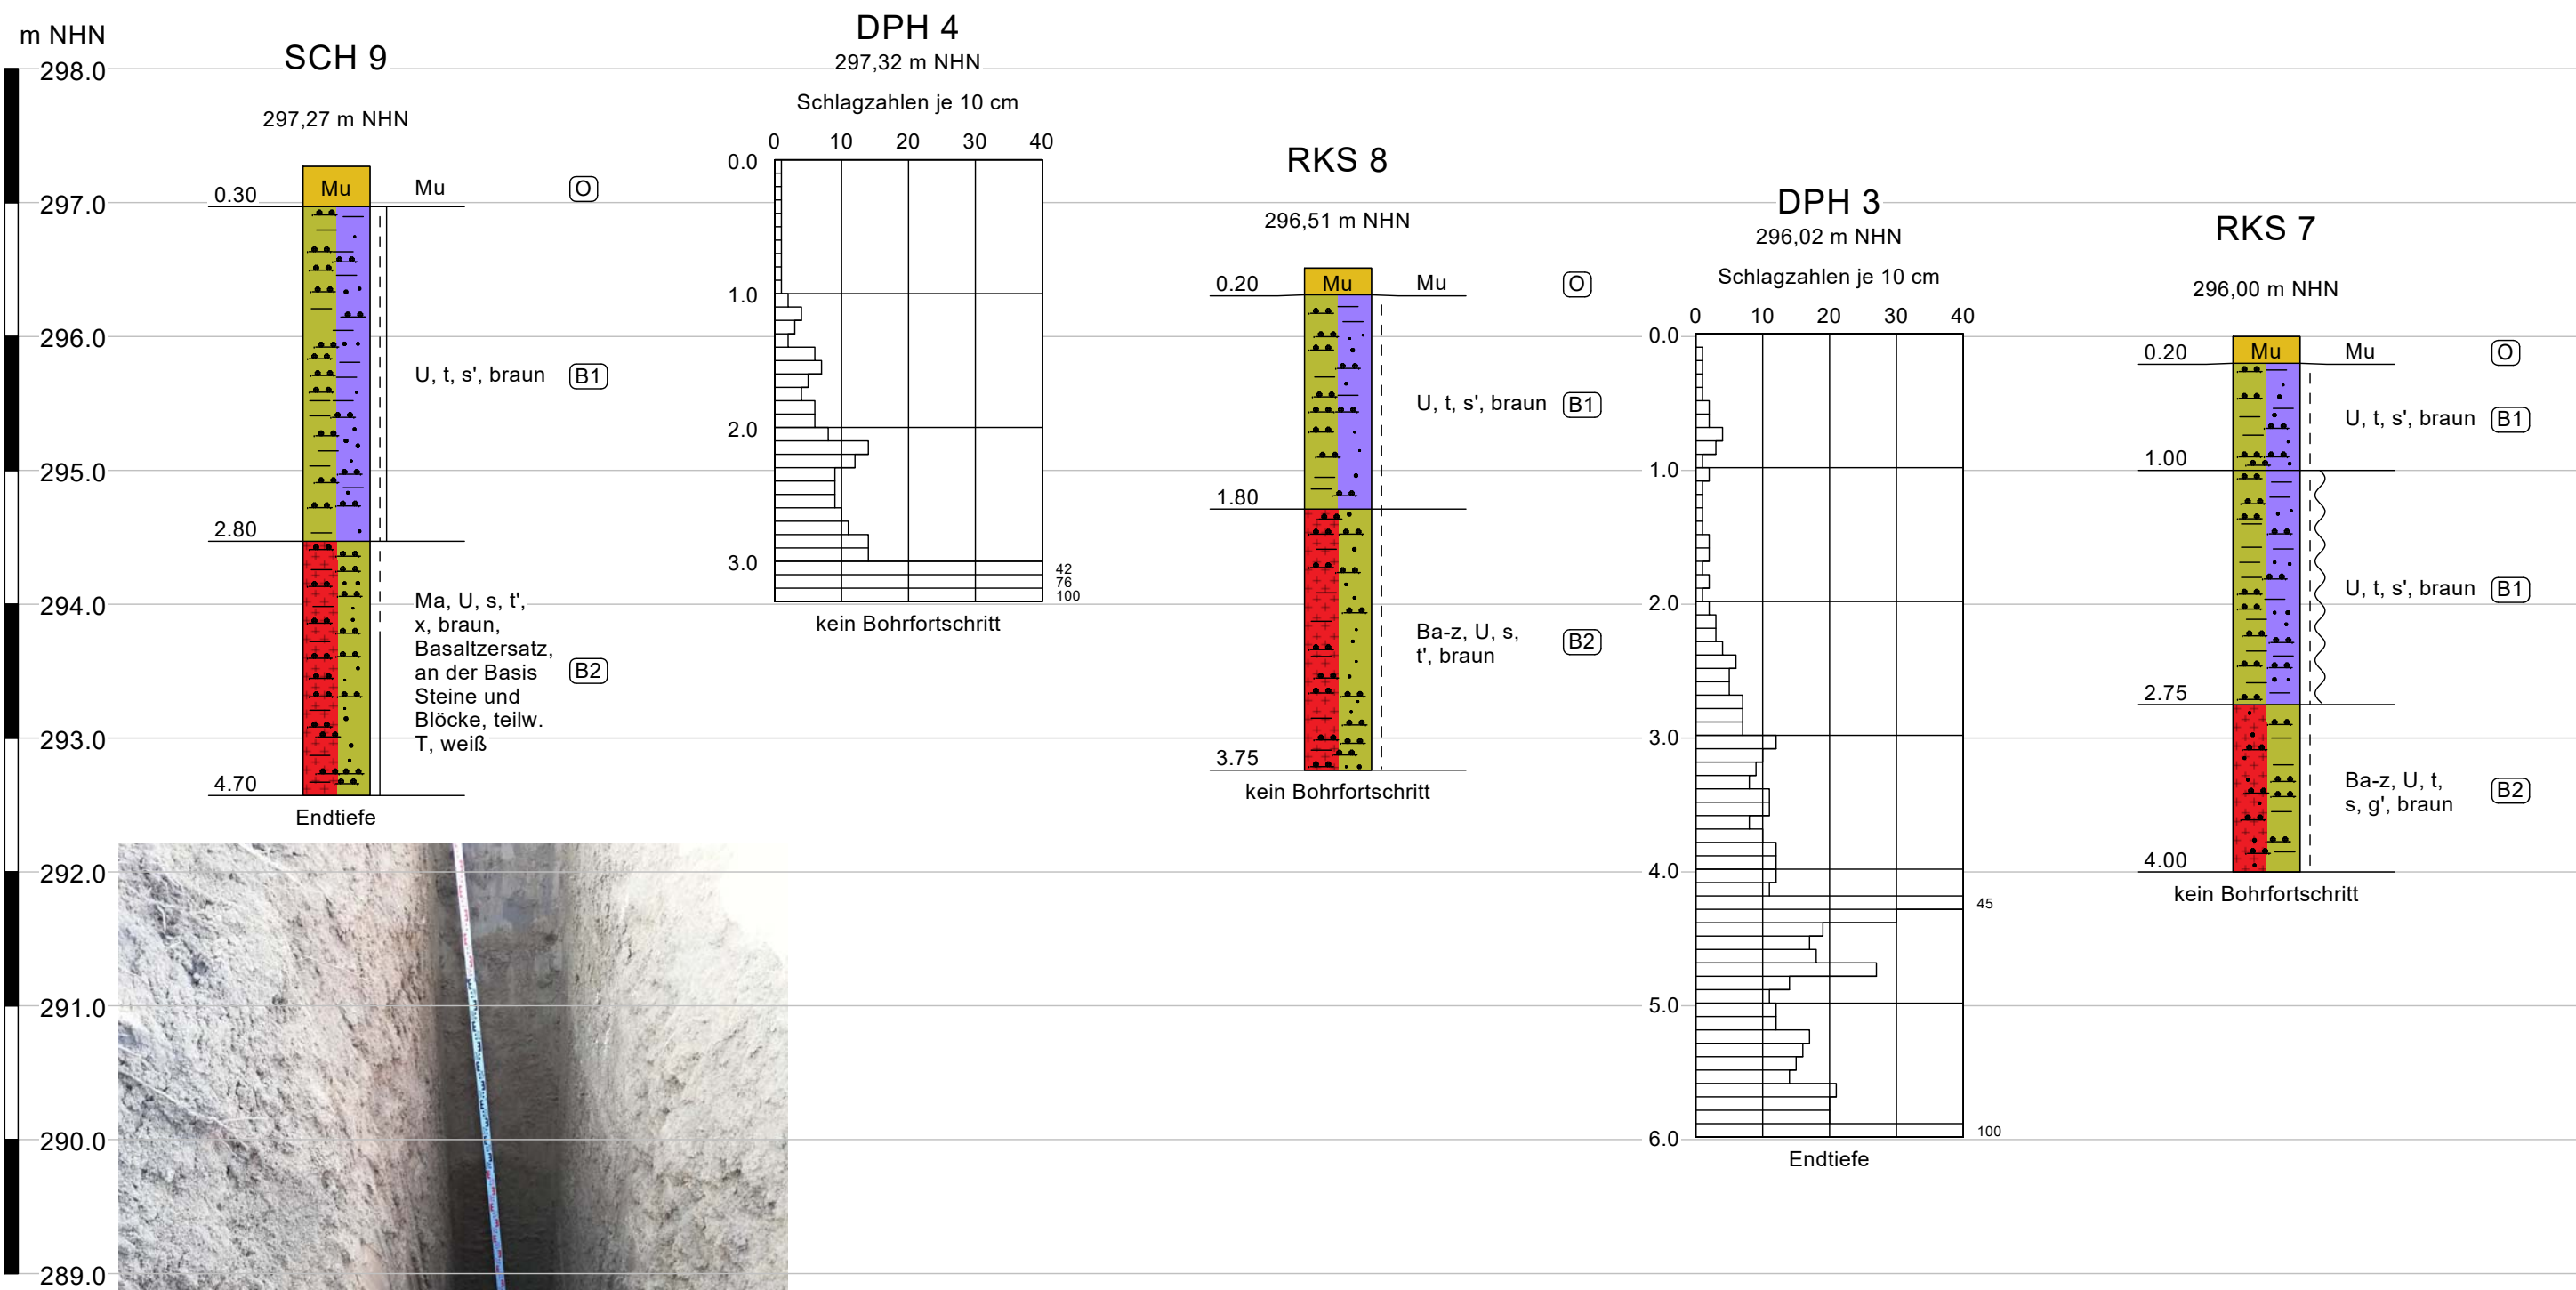 m NHN
298.0
297.0
296.0
295.0
294.0
293.0
292.0
291.0
290.0
289.0
SCH 9
297,27 m NHN
0.30
Mu
Mu
O
U, t, s', braun
B1
2.80
Ma, U, s, t',
x, braun,
Basaltzersatz,
an der Basis
Steine und
Blöcke, teilw.
T, weiß
B2
4.70
Endtiefe
DPH 4
297,32 m NHN
Schlagzahlen je 10 cm
0 10 20 30 40
0.0
1.0
2.0
3.0
42
76
100
kein Bohrfortschritt
RKS 8
296,51 m NHN
0.20
Mu
Mu
O
U, t, s', braun
B1
1.80
Ba-z, U, s,
t', braun
B2
3.75
kein Bohrfortschritt
DPH 3
296,02 m NHN
Schlagzahlen je 10 cm
0 10 20 30 40
0.0
1.0
2.0
3.0
4.0
45
5.0
6.0
100
Endtiefe
RKS 7
296,00 m NHN
0.20
Mu
Mu
O
U, t, s', braun
B1
1.00
U, t, s', braun
B1
2.75
Ba-z, U, t,
s, g', braun
B2
4.00
kein Bohrfortschritt